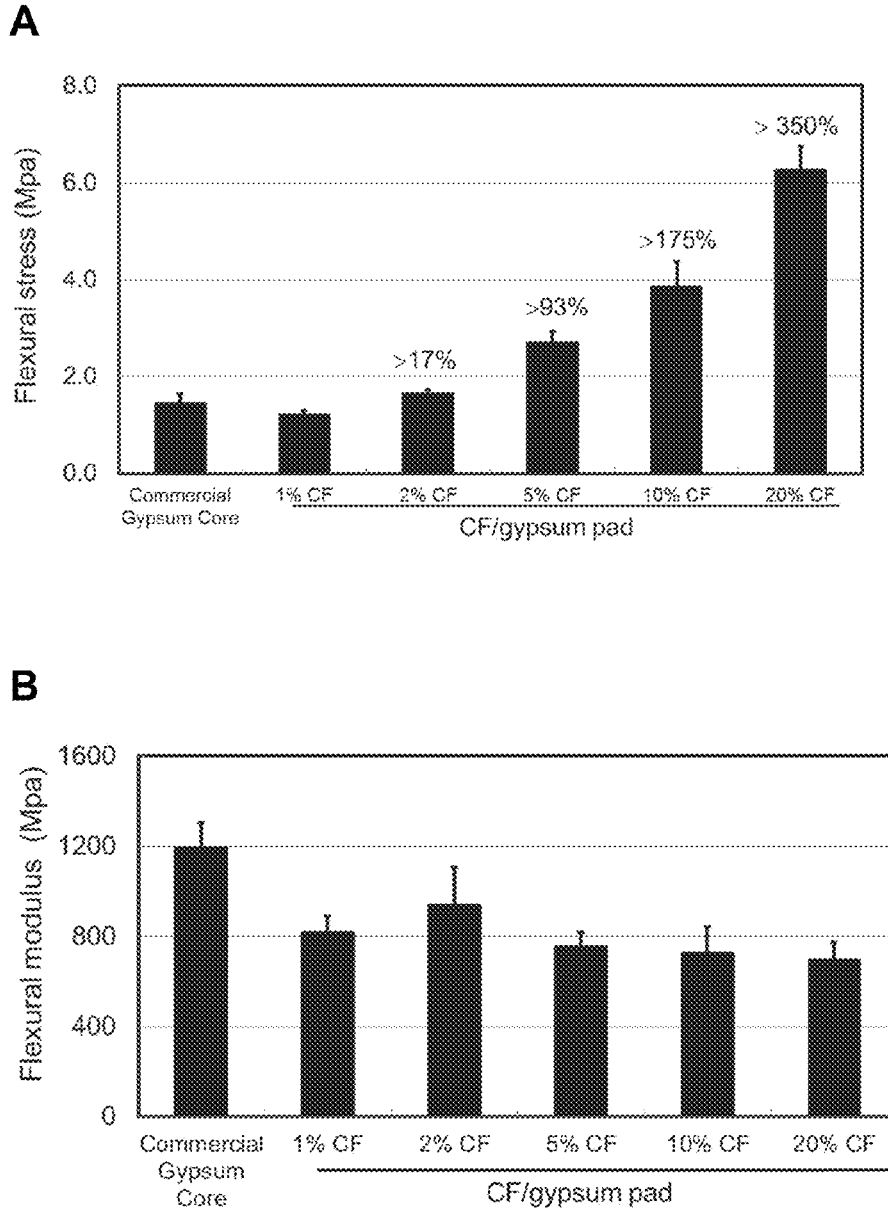 A
Flexural stress (Mpa)
8.0
6.0
4.0
2.0
0.0
>17%
>93%
>175%
> 350%
Commercial
Gypsum Core
1% CF
2% CF
5% CF
10% CF
20% CF
CF/gypsum pad
B
Flexural modulus (Mpa)
1600
1200
800
400
0
Commercial
Gypsum
Core
1% CF
2% CF
5% CF
10% CF
20% CF
CF/gypsum pad